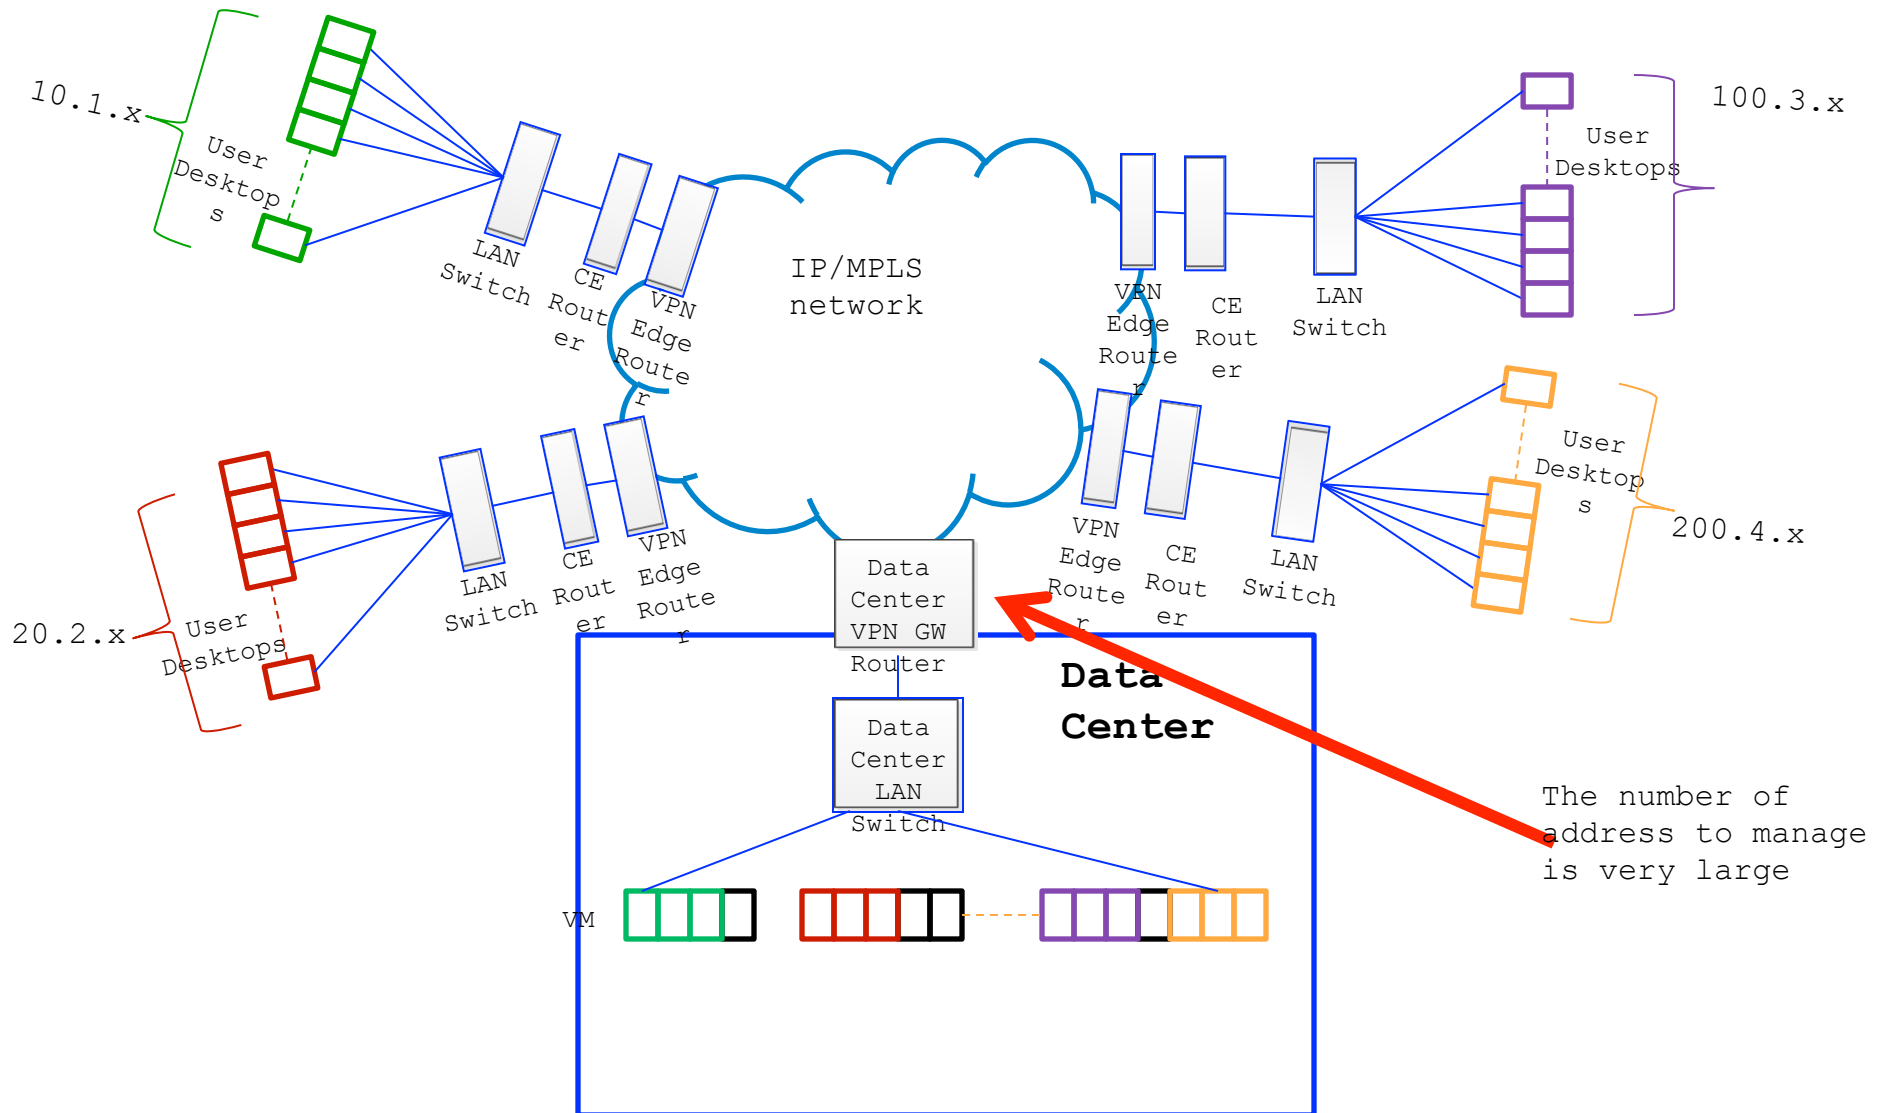 10.1.x
User
Desktop
s
LAN
Switch
CE
Rout
er
VPN
Edge
Route
r
IP/MPLS
network
VPN
Edge
Route
r
CE
Rout
er
LAN
Switch
User
Desktops
100.3.x
20.2.x
User
Desktops
LAN
Switch
CE
Rout
er
VPN
Edge
Route
r
VPN
Edge
Route
r
CE
Rout
er
LAN
Switch
User
Desktop
s
200.4.x
Data
Center
VPN GW
Router
Data
Center
Data
Center
LAN
Switch
VM
The number of
address to manage
is very large